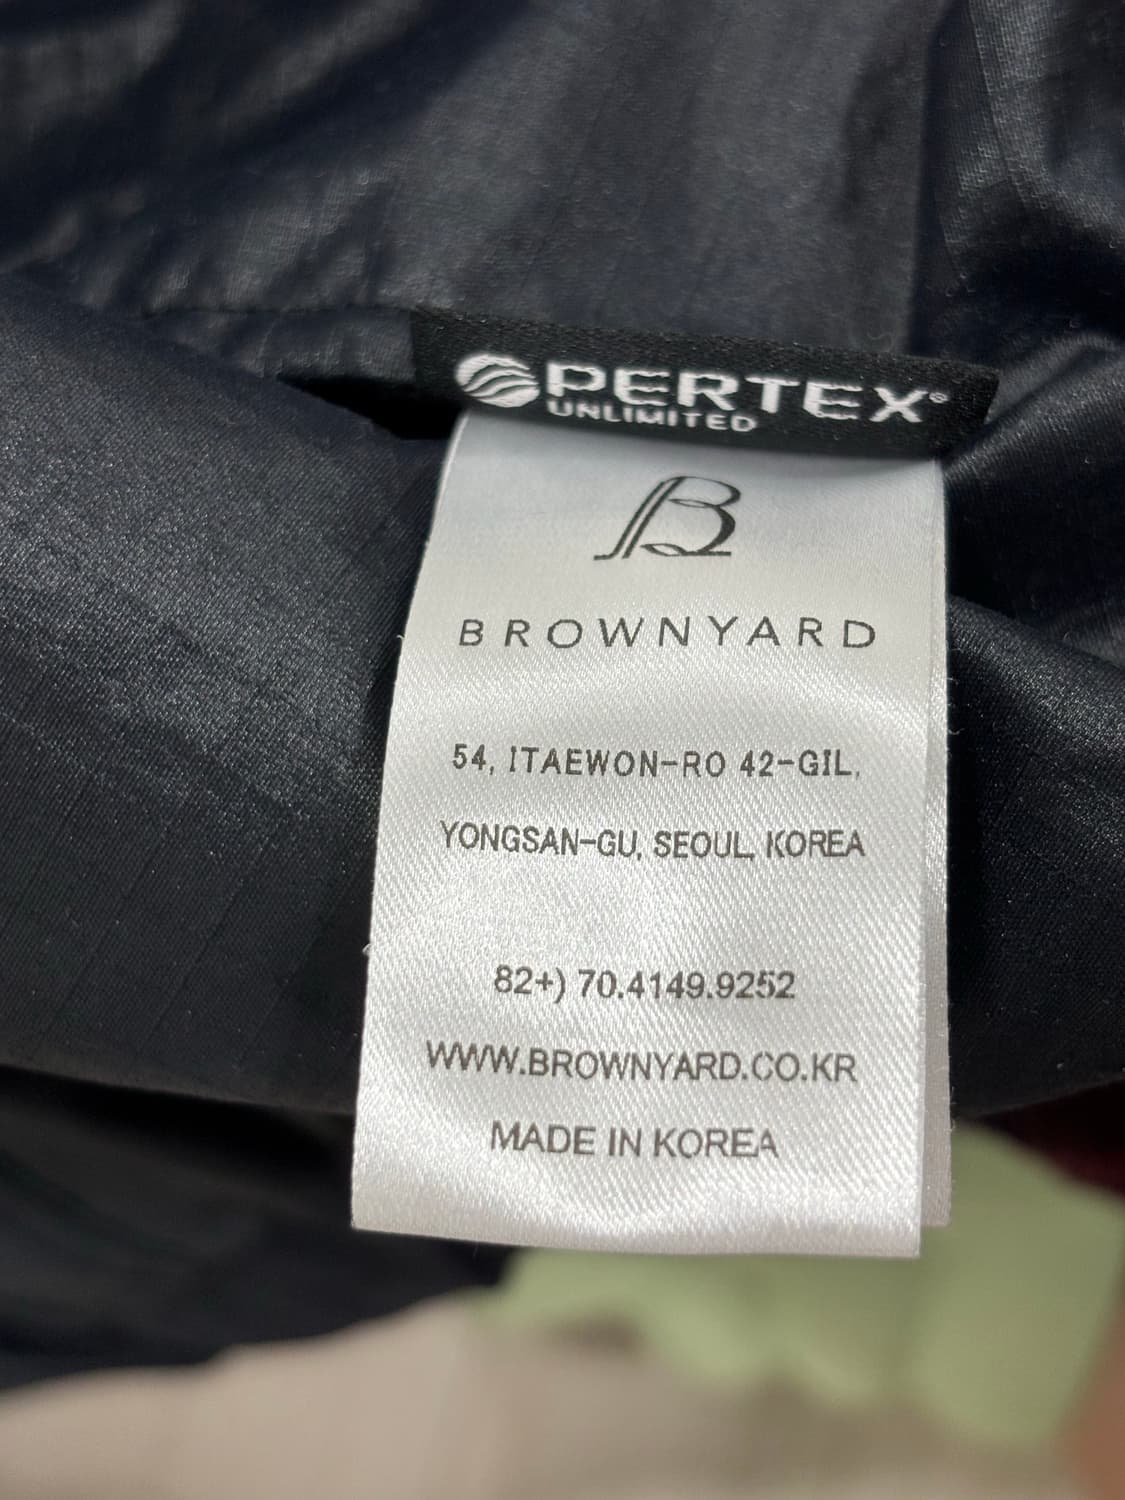 PERTEX®
UNLIMITED
B
BROWNYARD
54, ITAEWON-RO 42-GIL,
YONGSAN-GU, SEOUL, KOREA
82+) 70.4149.9252
WWW.BROWNYARD.CO.KR
MADE IN KOREA